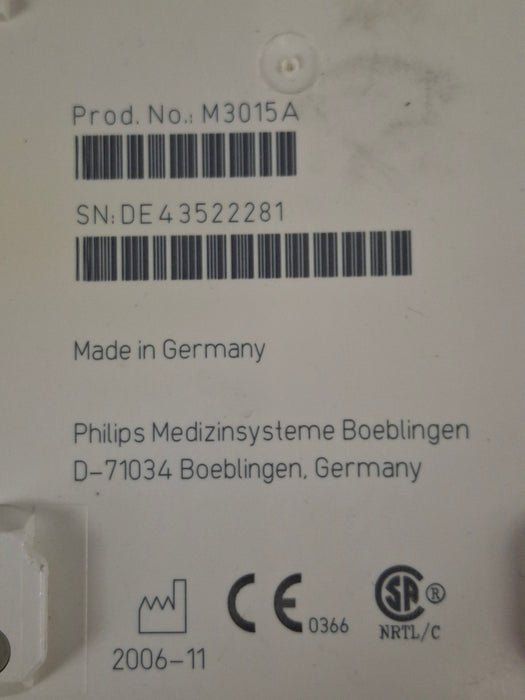 Prod. No.: M3015A
SN: DE43522281
Made in Germany
Philips Medizinsysteme Boeblingen
D-71034 Boeblingen, Germany
CE 0366 SA ®
NRTL/C
2006-11